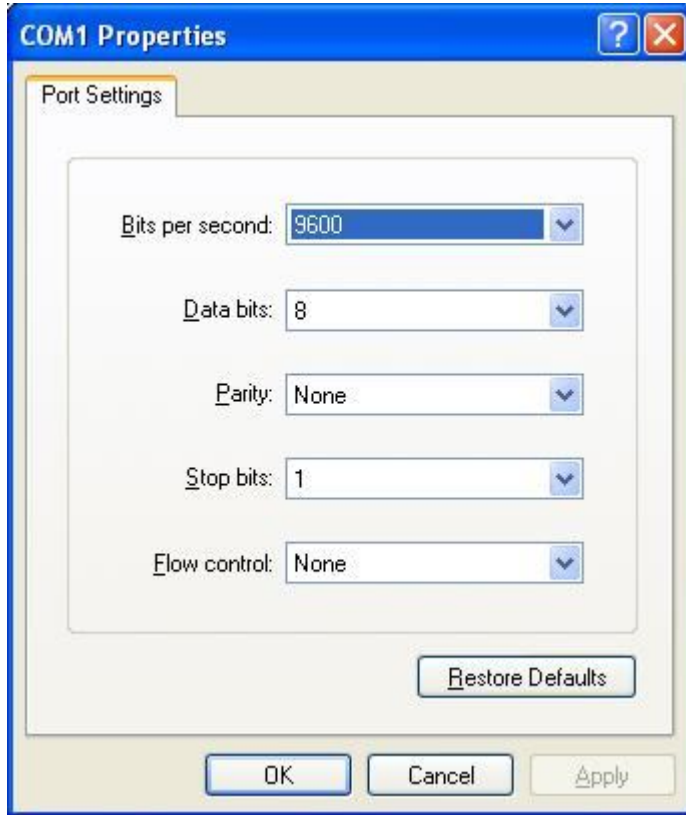 COM1 Properties
Port Settings
Bits per second: 9600
Data bits: 8
Parity: None
Stop bits: 1
Flow control: None
Restore Defaults
OK Cancel Apply